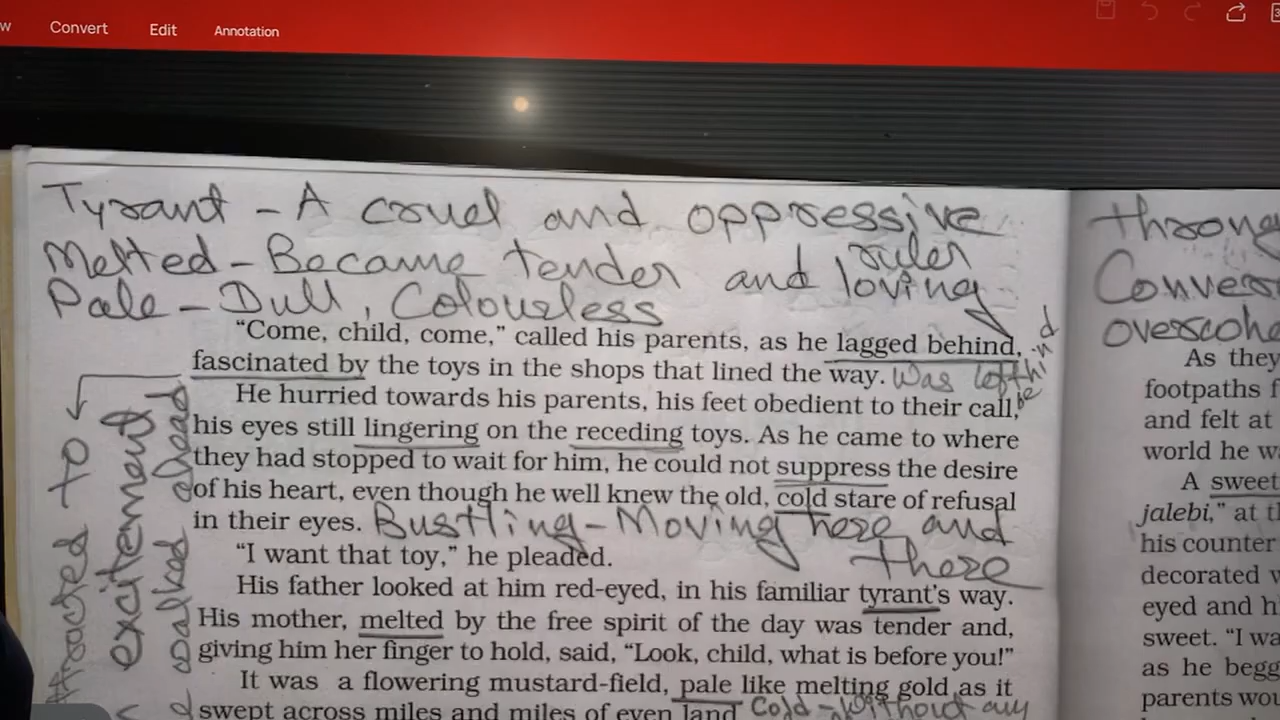 Convert Edit Annotation
Tyrant - A cruel and oppressive
ruler
Melted - Became tender and loving
Pale - Dull, Colourless
"Come, child, come," called his parents, as he lagged behind,
fascinated by the toys in the shops that lined the way. Was left behind
He hurried towards his parents, his feet obedient to their call,
his eyes still lingering on the receding toys. As he came to where
they had stopped to wait for him, he could not suppress the desire
of his heart, even though he well knew the old, cold stare of refusal
in their eyes. Bustling - Moving here and
there
"I want that toy," he pleaded.
His father looked at him red-eyed, in his familiar tyrant's way.
His mother, melted by the free spirit of the day was tender and,
giving him her finger to hold, said, "Look, child, what is before you!"
It was a flowering mustard-field, pale like melting gold as it
swept across miles and miles of even land Cold - Without any
to
excitement
walked ahead
As they
footpaths
and felt at
world he
A sweet
jalebi," at
his counter
decorated
eyed and
sweet. "I
as he
parents